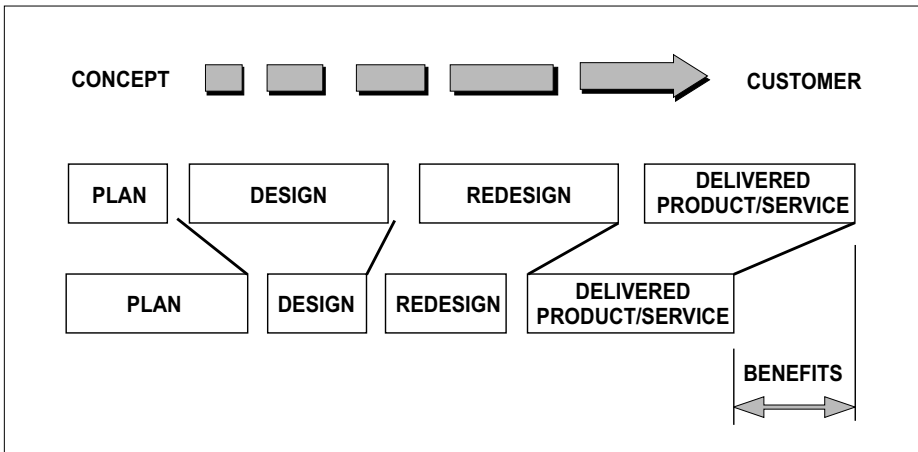 CONCEPT
CUSTOMER
PLAN
DESIGN
REDESIGN
DELIVERED
PRODUCT/SERVICE
PLAN
DESIGN
REDESIGN
DELIVERED
PRODUCT/SERVICE
BENEFITS